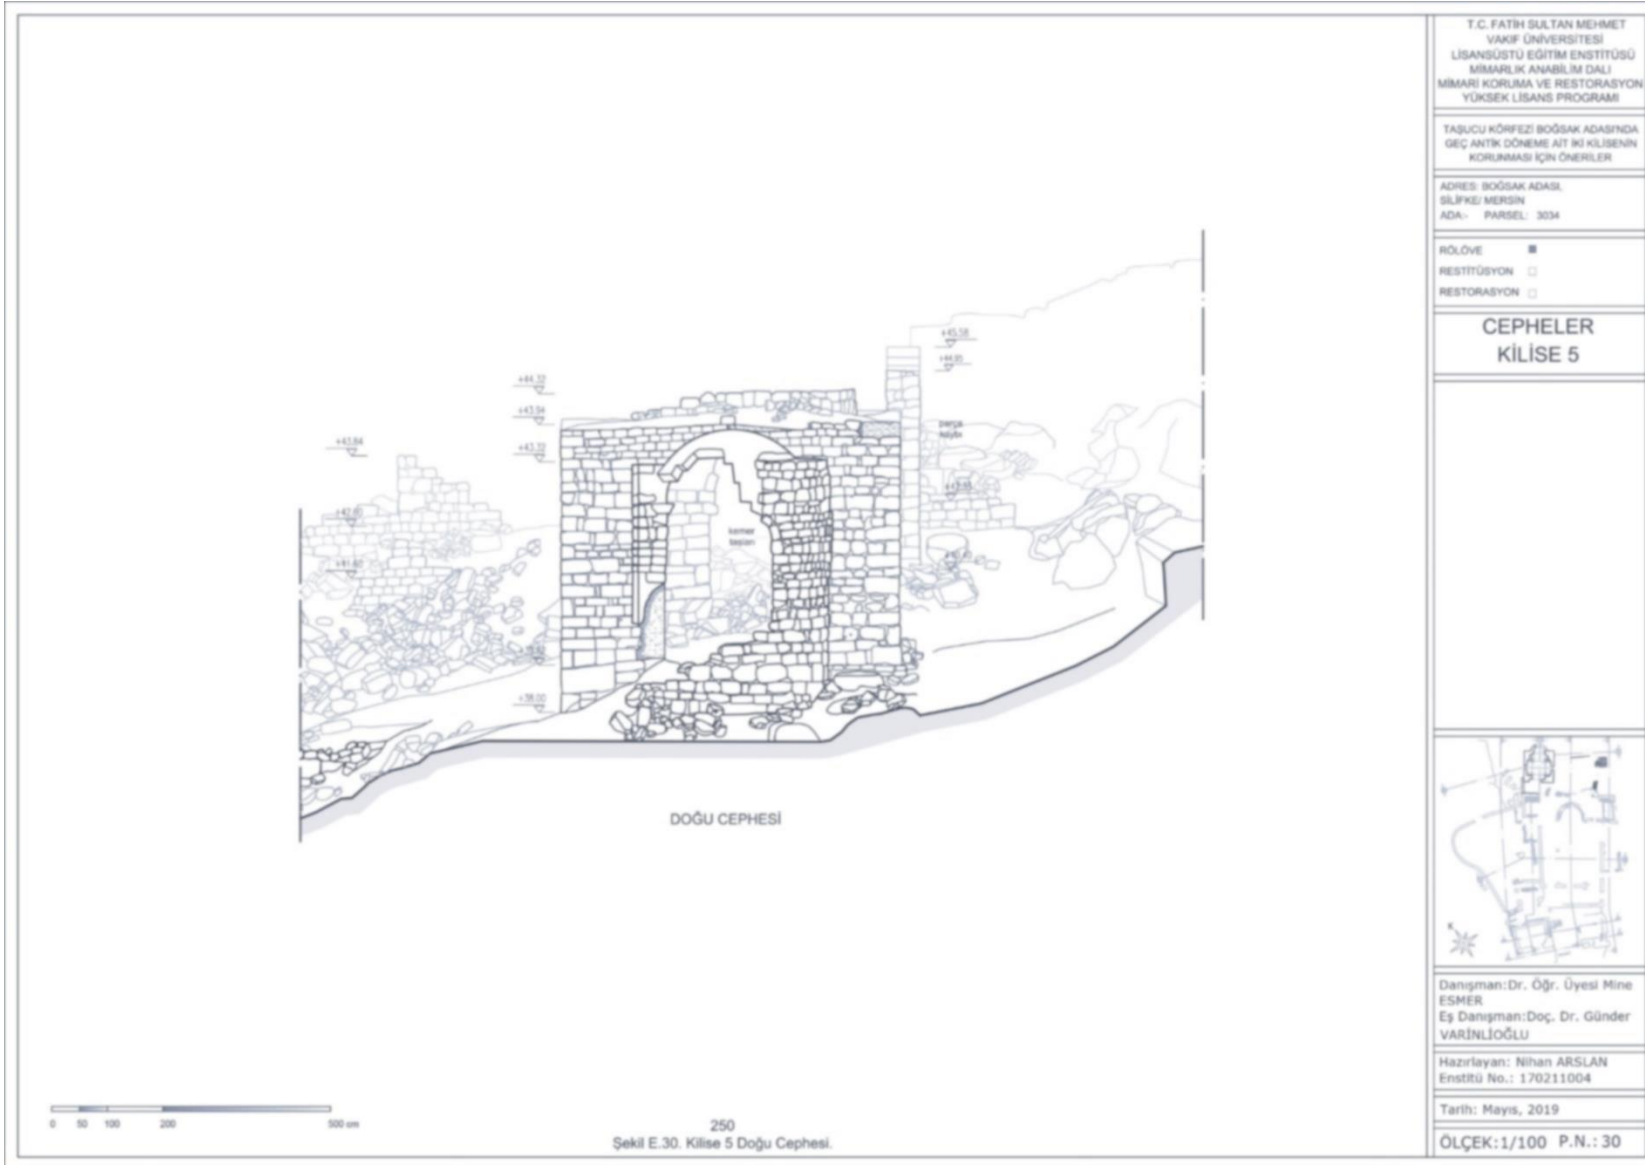 T.C. FATİH SULTAN MEHMET
VAKIF ÜNİVERSİTESİ
LİSANSÜSTÜ EĞİTİM ENSTİTÜSÜ
MİMARLIK ANABİLİM DALI
MİMARİ KORUMA VE RESTORASYON
YÜKSEK LİSANS PROGRAMI
TAŞUCU KÖRFEZİ BOĞSAK ADASI'NDA
GEÇ ANTİK DÖNEME AİT İKİ KİLİSENİN
KORUNMASI İÇİN ÖNERİLER
ADRES: BOĞSAK ADASI,
SİLİFKE/ MERSİN
ADA:- PARSEL: 3034
RÖLÖVE
RESTİTÜSYON
RESTORASYON
CEPHELER
KİLİSE 5
+45.58
+44.95
+44.32
+43.94
+43.32
+43.84
kemer
taşları
+38.00
DOĞU CEPHESİ
K
Danışman:Dr. Öğr. Üyesi Mine
ESMER
Eş Danışman:Doç. Dr. Günder
VARİNLİOĞLU
Hazırlayan: Nihan ARSLAN
Enstitü No.: 170211004
Tarih: Mayıs, 2019
ÖLÇEK:1/100 P.N.: 30
0 50 100 200 500 cm
250
Şekil E.30. Kilise 5 Doğu Cephesi.